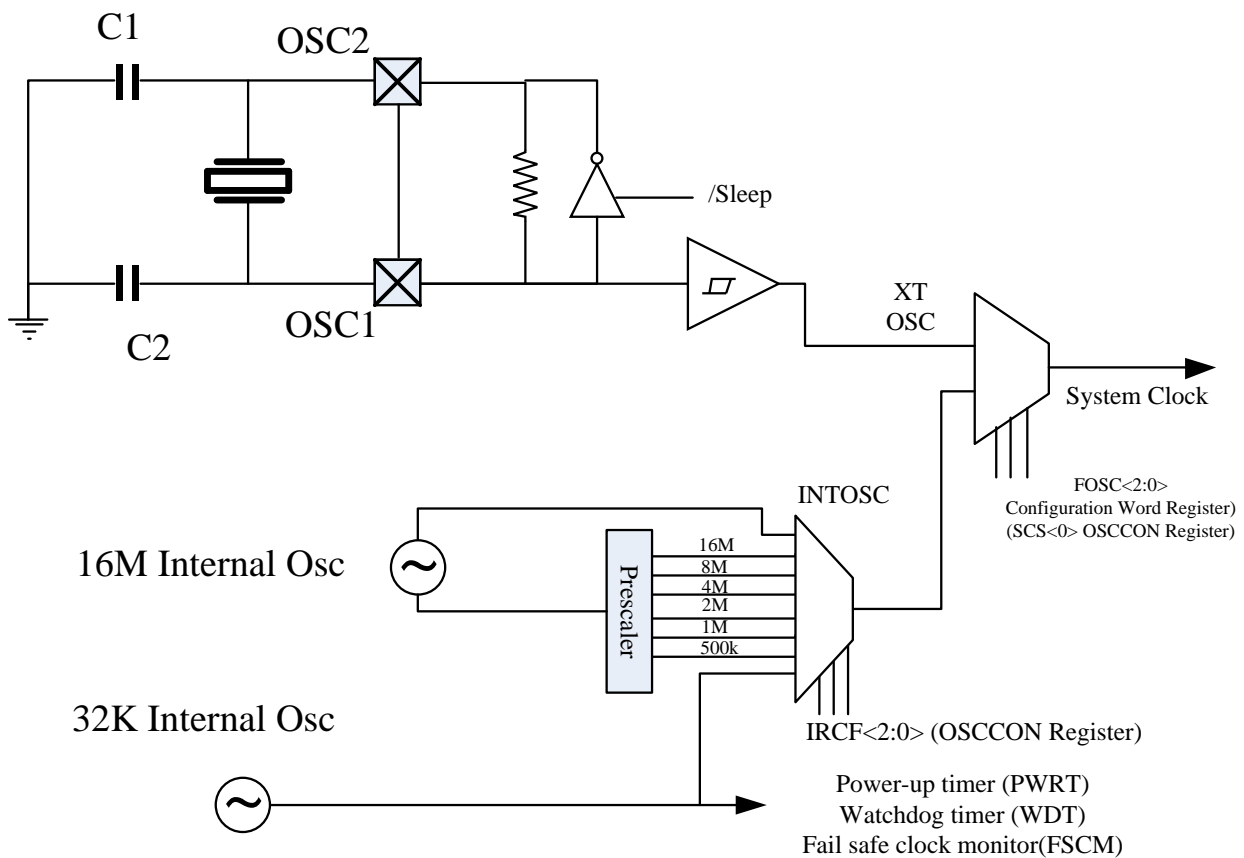 C1
OSC2
/Sleep
OSC1
C2
XT
OSC
System Clock
FOSC<2:0>
Configuration Word Register)
(SCS<0> OSCCON Register)
INTOSC
16M Internal Osc
Prescaler
16M
8M
4M
2M
1M
500k
32K Internal Osc
IRCF<2:0> (OSCCON Register)
Power-up timer (PWRT)
Watchdog timer (WDT)
Fail safe clock monitor(FSCM)